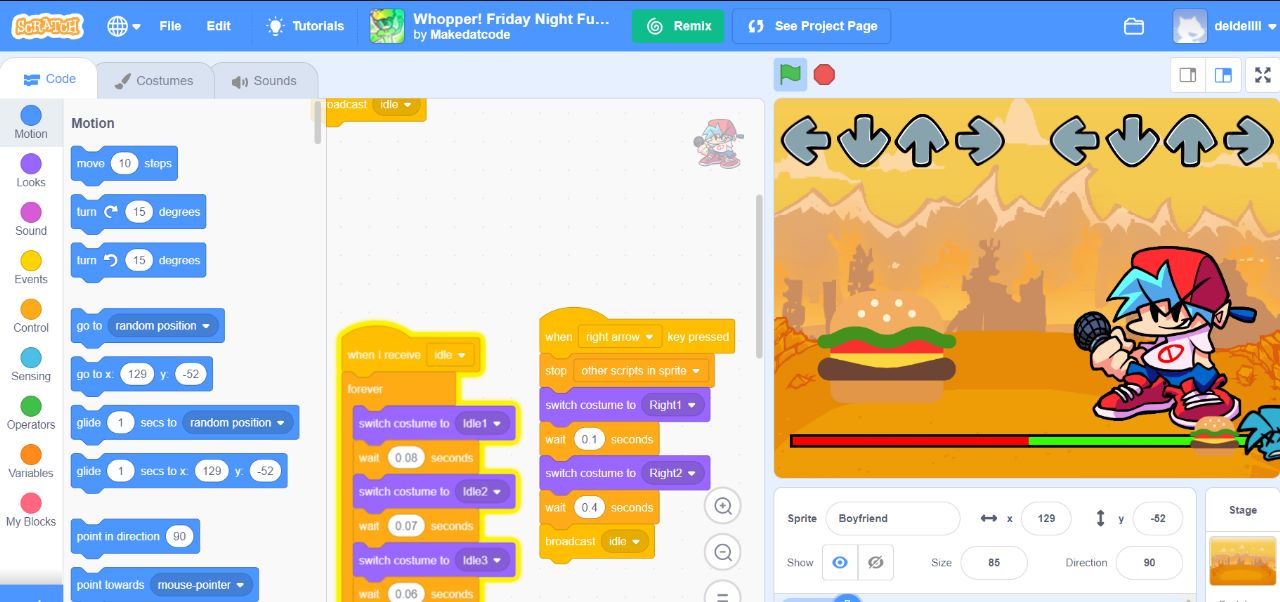 SCRATCH
File
Edit
Tutorials
Whopper! Friday Night Fu...
by Makedatcode
Remix
See Project Page
deldellll
Code
Costumes
Sounds
Motion
Looks
Sound
Events
Control
Sensing
Operators
Variables
My Blocks
Motion
move 10 steps
turn 15 degrees
turn 15 degrees
go to random position
go to x: 129 y: -52
glide 1 secs to random position
glide 1 secs to x: 129 y: -52
point in direction 90
point towards mouse-pointer
idle
when I receive idle
forever
switch costume to Idle1
wait 0.08 seconds
switch costume to Idle2
wait 0.07 seconds
switch costume to Idle3
wait 0.06 seconds
when right arrow key pressed
stop other scripts in sprite
switch costume to Right1
wait 0.1 seconds
switch costume to Right2
wait 0.4 seconds
broadcast idle
Sprite Boyfriend x 129 y -52
Show Size 85 Direction 90
Stage